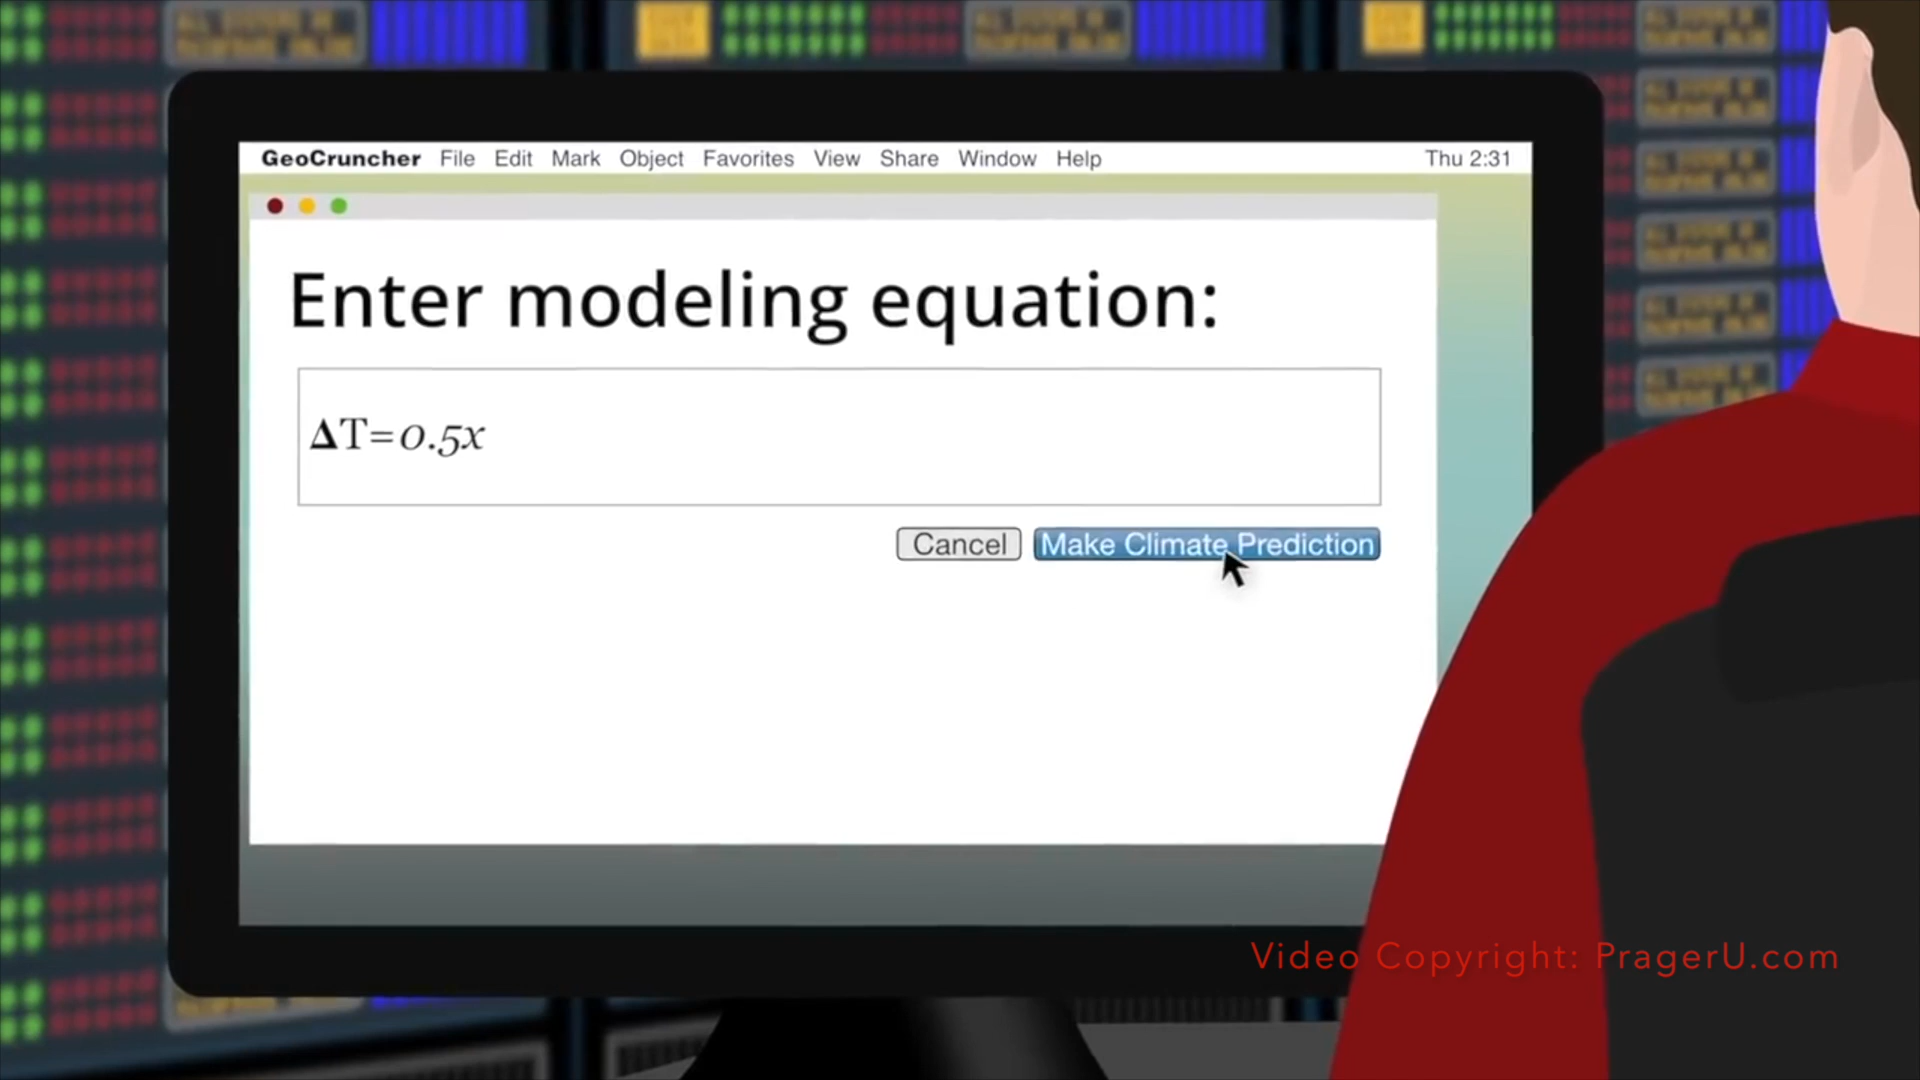 GeoCruncher File Edit Mark Object Favorites View Share Window Help Thu 2:31
Enter modeling equation:
ΔT=0.5x
Cancel Make Climate Prediction
Video Copyright: PragerU.com